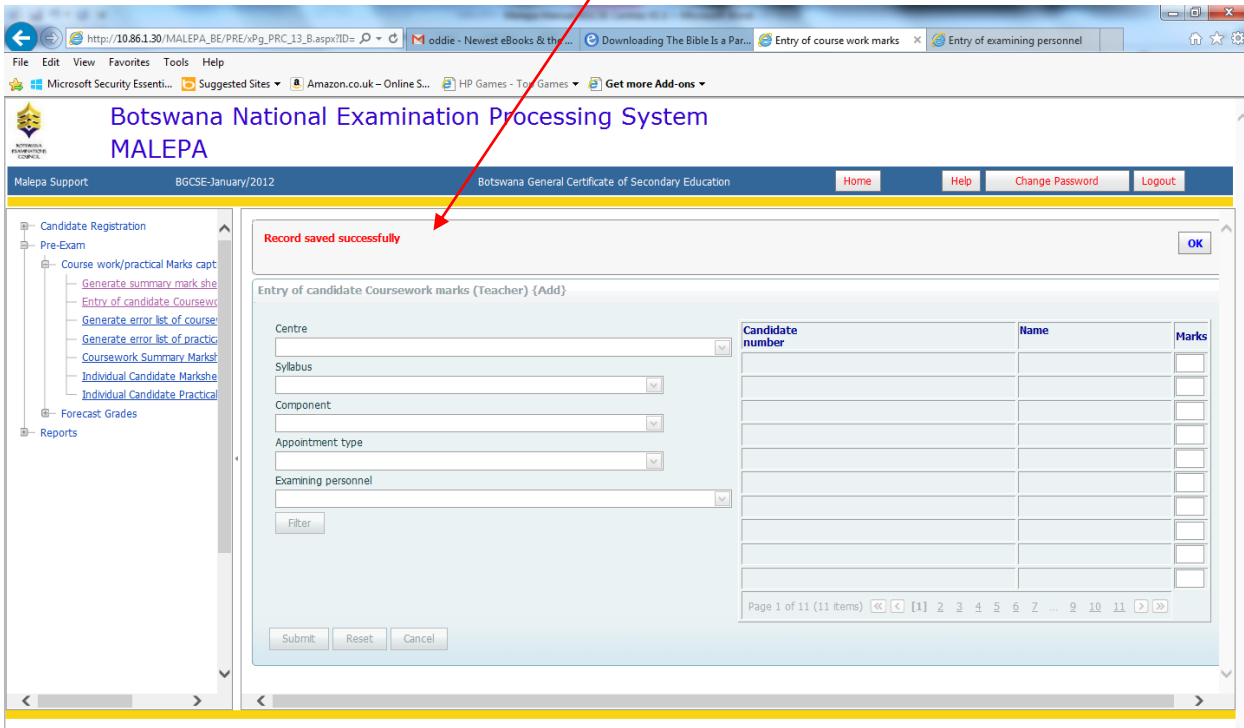 http://10.86.1.30/MALEPA_BE/PRE/xPg_PRC_13_B.aspx?ID=
oddie - Newest eBooks & the...
Downloading The Bible Is a Par...
Entry of course work marks
Entry of examining personnel
File Edit View Favorites Tools Help
Microsoft Security Essenti... Suggested Sites Amazon.co.uk – Online S... HP Games - Top Games Get more Add-ons
BOTSWANA
EXAMINATIONS
COUNCIL
Botswana National Examination Processing System
MALEPA
Malepa Support BGCSE-January/2012 Botswana General Certificate of Secondary Education Home Help Change Password Logout
Candidate Registration
Pre-Exam
Course work/practical Marks capt
Generate summary mark she
Entry of candidate Coursewo
Generate error list of course
Generate error list of practic
Coursework Summary Marksh
Individual Candidate Markshe
Individual Candidate Practical
Forecast Grades
Reports
Record saved successfully
OK
Entry of candidate Coursework marks (Teacher) {Add}
Centre
Syllabus
Component
Appointment type
Examining personnel
Filter
Candidate number Name Marks
Page 1 of 11 (11 items) [1] 2 3 4 5 6 7 ... 9 10 11
Submit Reset Cancel